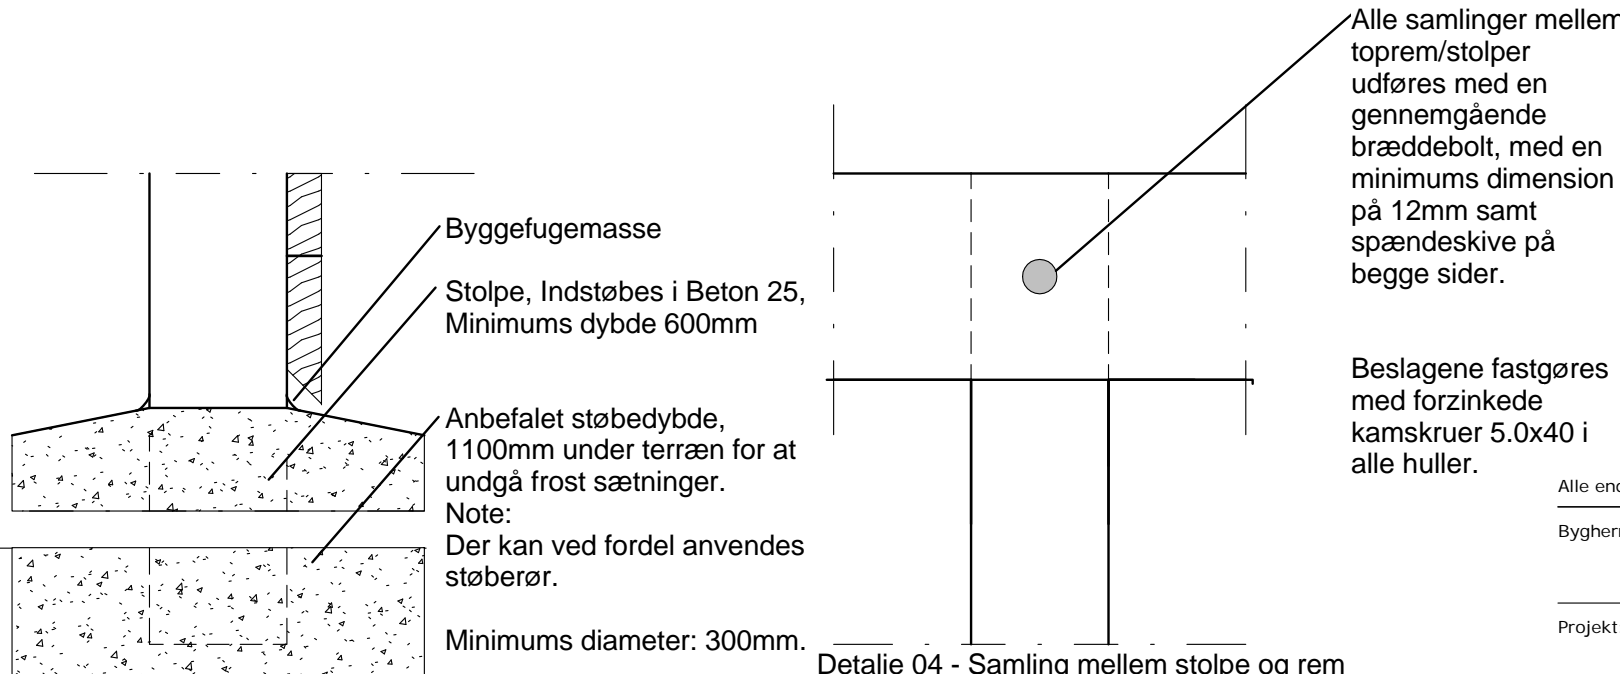 Byggefugemasse
Stolpe, Indstøbes i Beton 25,
Minimums dybde 600mm
Anbefalet støbedybde,
1100mm under terræn for at
undgå frost sætninger.
Note:
Der kan ved fordel anvendes
støberør.
Minimums diameter: 300mm.
Alle samlinger mellem
toprem/stolper
udføres med en
gennemgående
bræddebolt, med en
minimums dimension
på 12mm samt
spændeskive på
begge sider.
Beslagene fastgøres
med forzinkede
kamskruer 5.0x40 i
alle huller.
Detalje 04 - Samling mellem stolpe og rem
Alle
Projekt